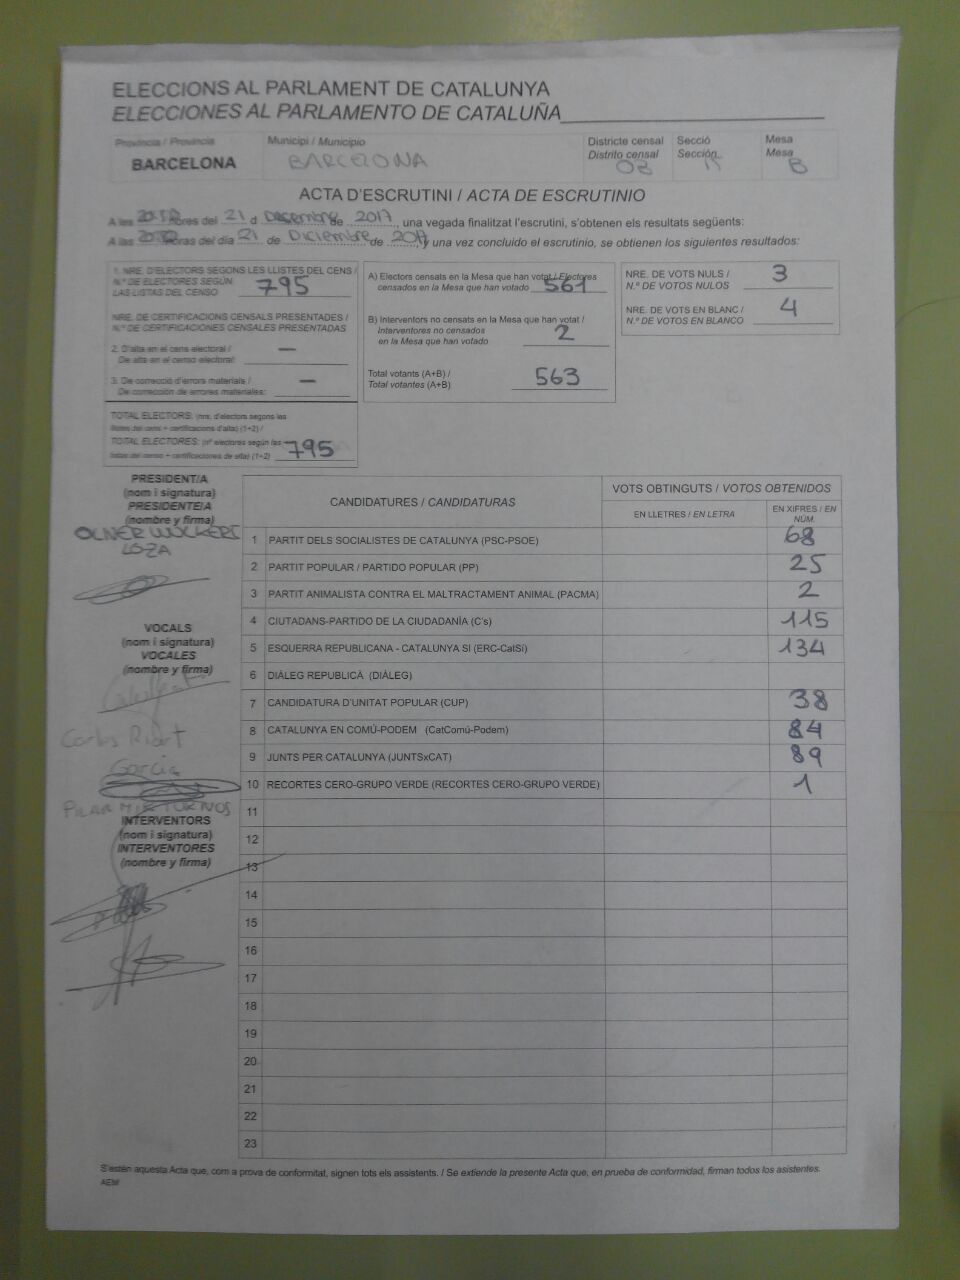 ELECCIONS AL PARLAMENT DE CATALUNYA
ELECCIONES AL PARLAMENTO DE CATALUÑA
Província / Provincia
BARCELONA
Municipi / Municipio
BARCELONA
Districte censal
Distrito censal
Secció
Sección
Mesa
Mesa B
ACTA D'ESCRUTINI / ACTA DE ESCRUTINIO
A les hores del 21 d Desembre de 2017, una vegada finalitzat l'escrutini, s'obtenen els resultats següents:
A las horas del día 21 de Diciembre de 2017, una vez concluido el escrutinio, se obtienen los siguientes resultados:
1. NRE. D'ELECTORS SEGONS LES LLISTES DEL CENS /
N.º DE ELECTORES SEGÚN
LAS LISTAS DEL CENSO 795
NRE. DE CERTIFICACIONS CENSALS PRESENTADES /
N.º DE CERTIFICACIONES CENSALES PRESENTADAS
2. D'alta en el cens electoral / —
De alta en el censo electoral:
3. De correcció d'errors materials / —
De corrección de errores materiales:
TOTAL ELECTORS: (nre. d'electors segons les
llistes del cens + certificacions d'alta) (1+2) /
TOTAL ELECTORES: (nº electores según las
listas del censo + certificaciones de alta) (1+2) 795
A) Electors censats en la Mesa que han votat / Electores
censados en la Mesa que han votado 561
B) Interventors no censats en la Mesa que han votat /
Interventores no censados
en la Mesa que han votado 2
Total votants (A+B) /
Total votantes (A+B) 563
NRE. DE VOTS NULS /
N.º DE VOTOS NULOS 3
NRE. DE VOTS EN BLANC /
N.º DE VOTOS EN BLANCO 4
PRESIDENT/A
(nom i signatura)
PRESIDENTE/A
(nombre y firma)
LOZA
VOCALS
(nom i signatura)
VOCALES
(nombre y firma)
Carlos Riart
Garcia
PILAR MIR TORNOS
INTERVENTORS
(nom i signatura)
INTERVENTORES
(nombre y firma)
CANDIDATURES / CANDIDATURAS
VOTS OBTINGUTS / VOTOS OBTENIDOS
EN LLETRES / EN LETRA
EN XIFRES / EN
NÚM.
1 PARTIT DELS SOCIALISTES DE CATALUNYA (PSC-PSOE) 68
2 PARTIT POPULAR / PARTIDO POPULAR (PP) 25
3 PARTIT ANIMALISTA CONTRA EL MALTRACTAMENT ANIMAL (PACMA) 2
4 CIUTADANS-PARTIDO DE LA CIUDADANÍA (C's) 115
5 ESQUERRA REPUBLICANA - CATALUNYA SÍ (ERC-CatSí) 134
6 DIÀLEG REPUBLICÀ (DIÀLEG)
7 CANDIDATURA D'UNITAT POPULAR (CUP) 38
8 CATALUNYA EN COMÚ-PODEM (CatComú-Podem) 84
9 JUNTS PER CATALUNYA (JUNTSxCAT) 89
10 RECORTES CERO-GRUPO VERDE (RECORTES CERO-GRUPO VERDE) 1
11
12
13
14
15
16
17
18
19
20
21
22
23
S'estén aquesta Acta que, com a prova de conformitat, signen tots els assistents. / Se extiende la presente Acta que, en prueba de conformidad, firman todos los asistentes.